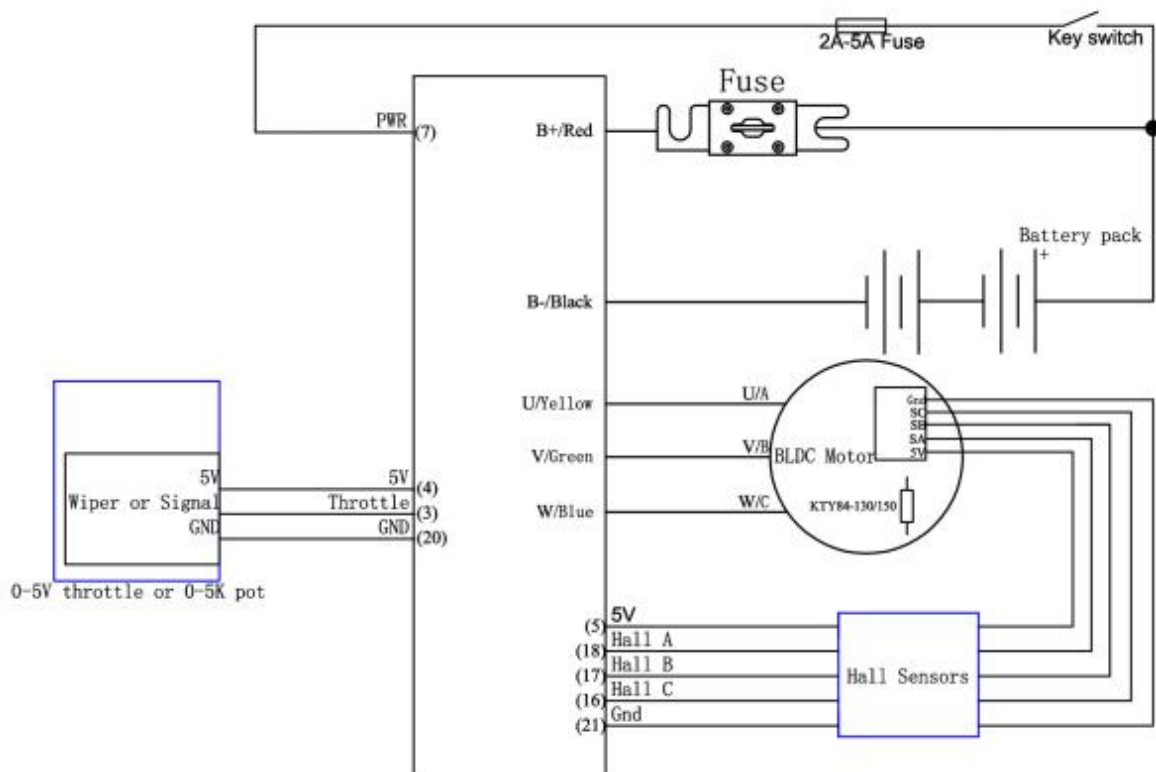 2A-5A Fuse
Key switch
Fuse
PWR
(7)
B+/Red
Battery pack
+
B-/Black
U/Yellow
U/A
V/Green
V/B
BLDC Motor
W/Blue
W/C
Gnd
SC
SB
SA
5V
KTY84-130/150
5V
Wiper or Signal
GND
5V
(4)
Throttle
(3)
GND
(20)
0-5V throttle or 0-5K pot
5V
(5)
Hall A
(18)
Hall B
(17)
Hall C
(16)
Gnd
(21)
Hall Sensors